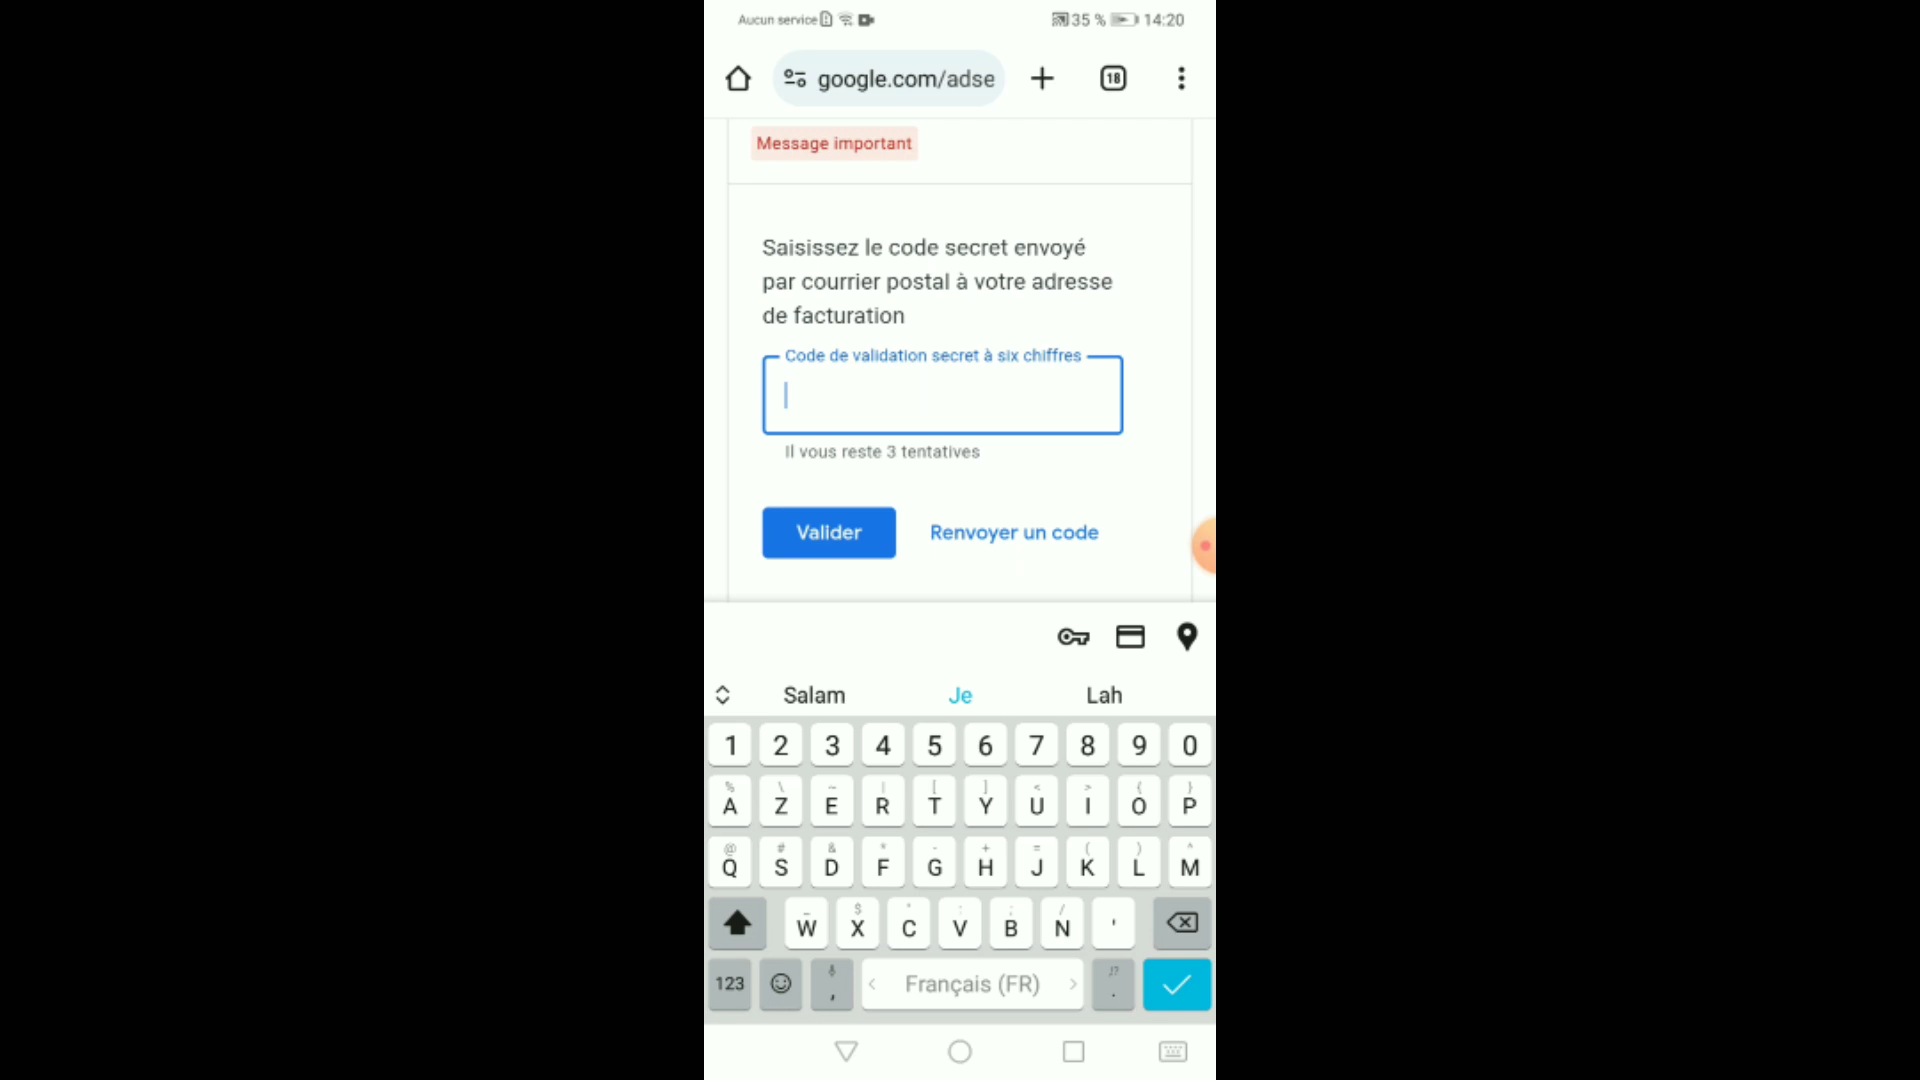 Aucun service
35 % 14:20
google.com/adse
18
Message important
Saisissez le code secret envoyé
par courrier postal à votre adresse
de facturation
Code de validation secret à six chiffres
Il vous reste 3 tentatives
Valider
Renvoyer un code
Salam Je Lah
1 2 3 4 5 6 7 8 9 0
A Z E R T Y U I O P
Q S D F G H J K L M
W X C V B N '
123 , Français (FR) .